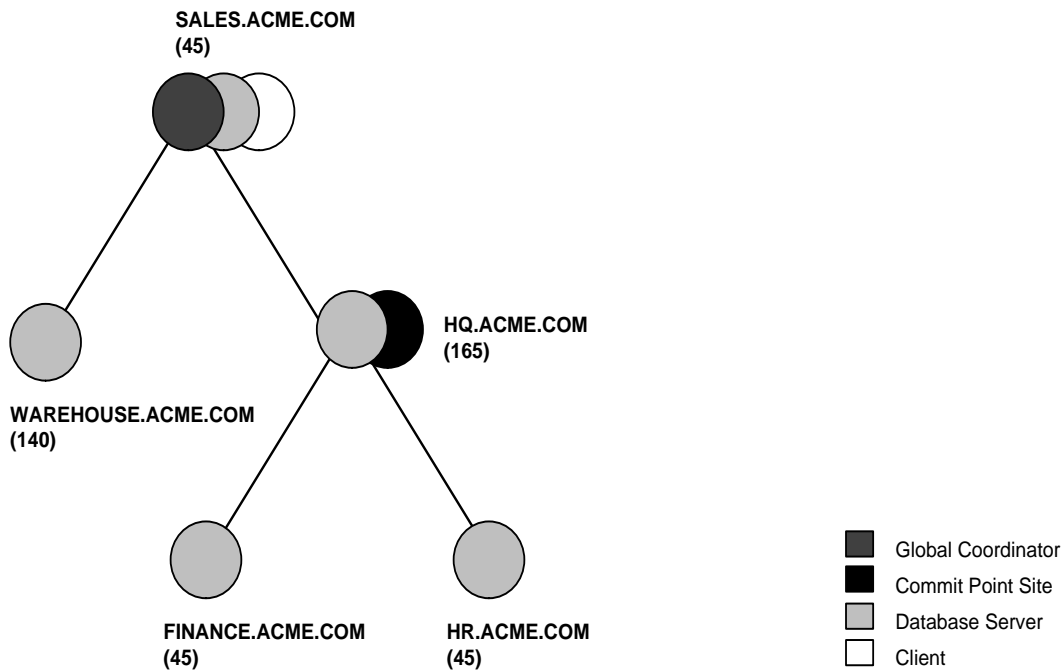 SALES.ACME.COM
(45)
HQ.ACME.COM
(165)
WAREHOUSE.ACME.COM
(140)
FINANCE.ACME.COM
(45)
HR.ACME.COM
(45)
Global Coordinator
Commit Point Site
Database Server
Client